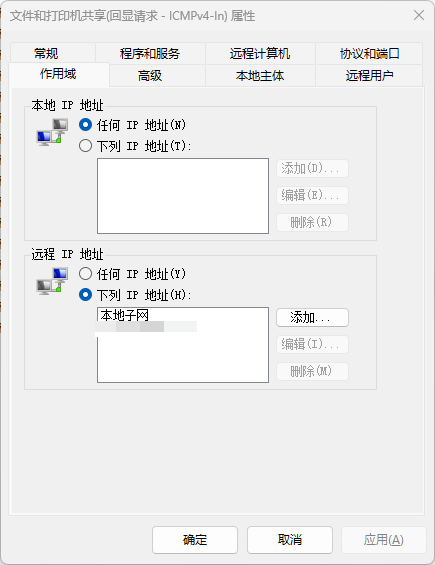 文件和打印机共享(回显请求 - ICMPv4-In) 属性
常规 程序和服务 远程计算机 协议和端口
作用域 高级 本地主体 远程用户
本地 IP 地址
任何 IP 地址(N)
下列 IP 地址(T):
添加(D)...
编辑(E)...
删除(R)
远程 IP 地址
任何 IP 地址(Y)
下列 IP 地址(H):
本地子网
添加...
编辑(I)...
删除(M)
确定 取消 应用(A)